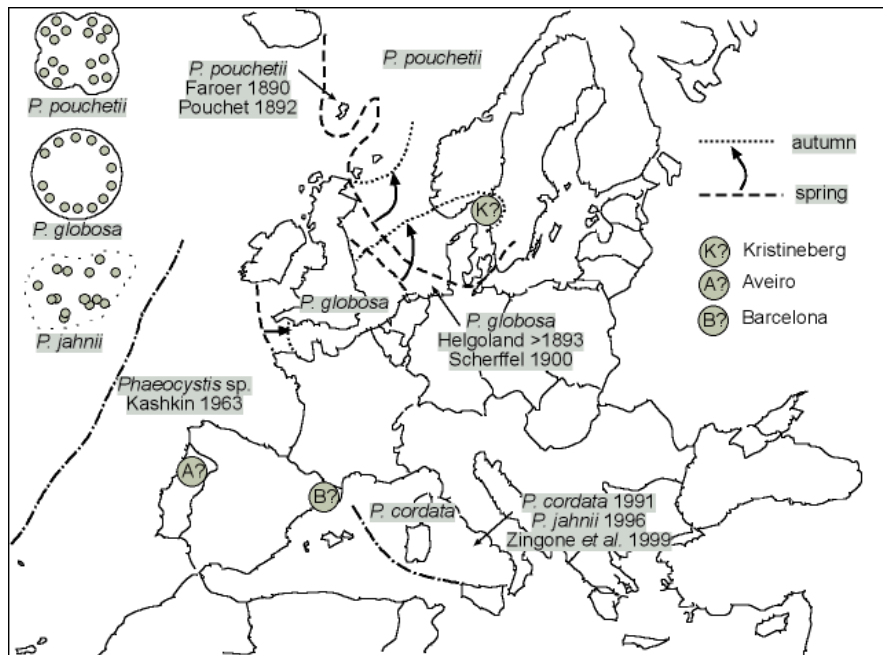 P. pouchetii
P. globosa
P. jahnii
P. pouchetii
Faroer 1890
Pouchet 1892
P. pouchetii
autumn
spring
K?
K? Kristineberg
A? Aveiro
B? Barcelona
P. globosa
P. globosa
Helgoland >1893
Scherffel 1900
Phaeocystis sp.
Kashkin 1963
A?
B?
P. cordata
P. cordata 1991
P. jahnii 1996
Zingone et al. 1999